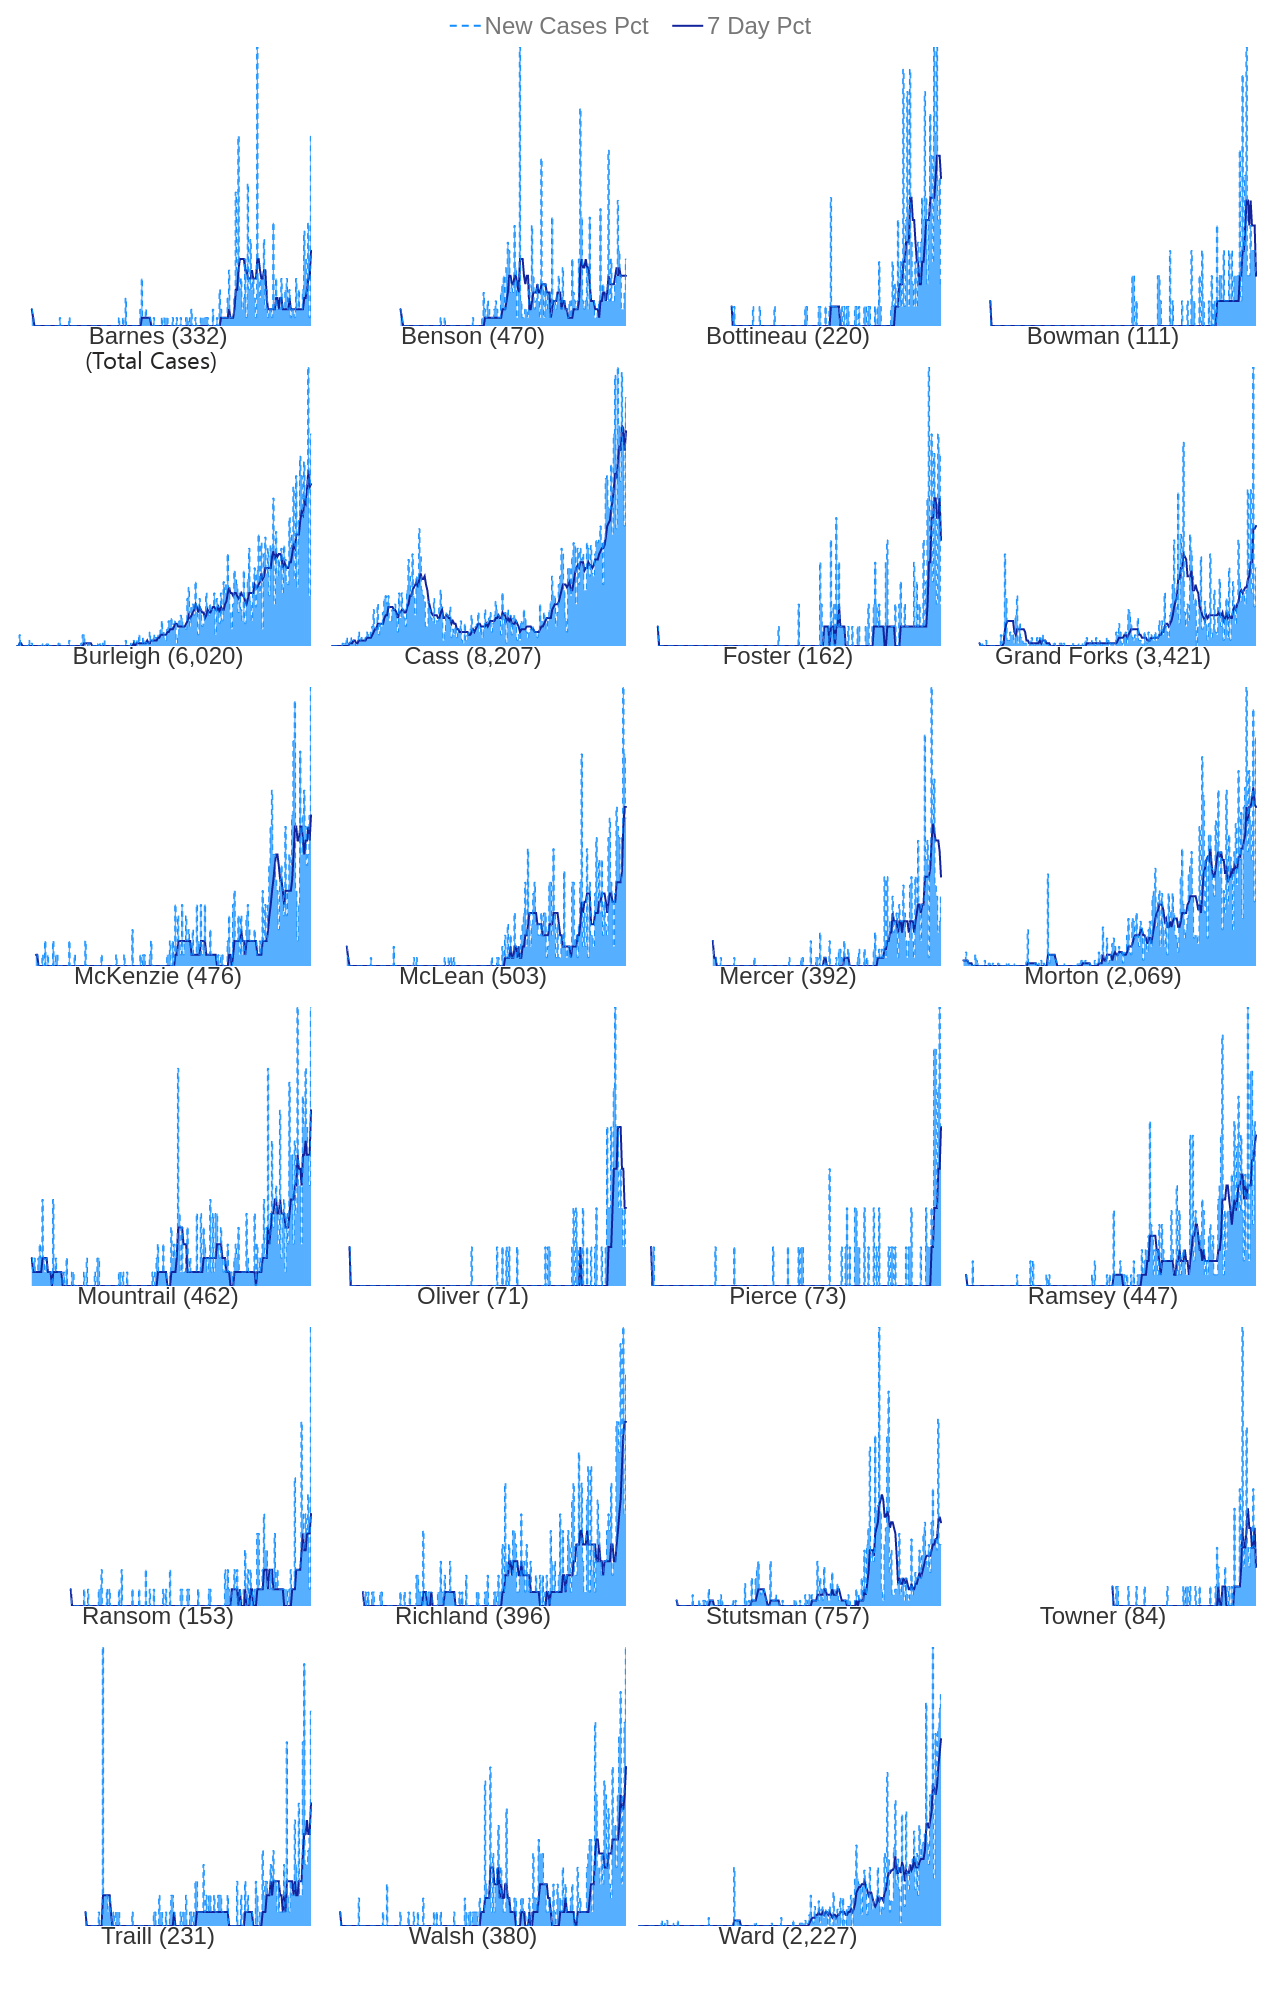 New Cases Pct 7 Day Pct
Barnes (332) Benson (470) Bottineau (220) Bowman (111)
(Total Cases)
Burleigh (6,020) Cass (8,207) Foster (162) Grand Forks (3,421)
McKenzie (476) McLean (503) Mercer (392) Morton (2,069)
Mountrail (462) Oliver (71) Pierce (73) Ramsey (447)
Ransom (153) Richland (396) Stutsman (757) Towner (84)
Traill (231) Walsh (380) Ward (2,227)